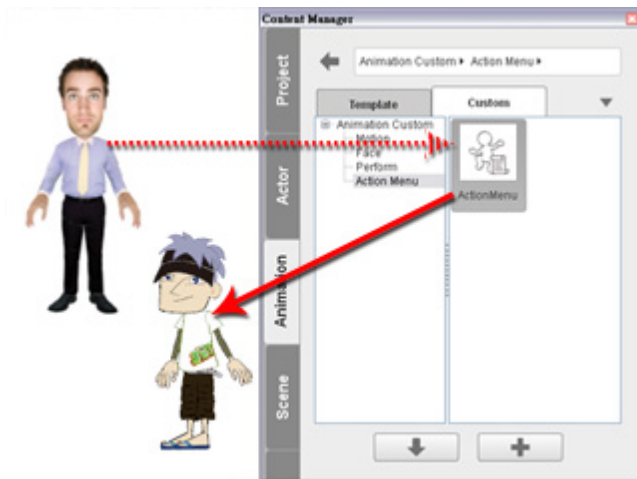 Content Manager
Project
Actor
Animation
Scene
Animation Custom ▸ Action Menu ▸
Template
Custom
Animation Custom
Motion
Face
Perform
Action Menu
ActionMenu